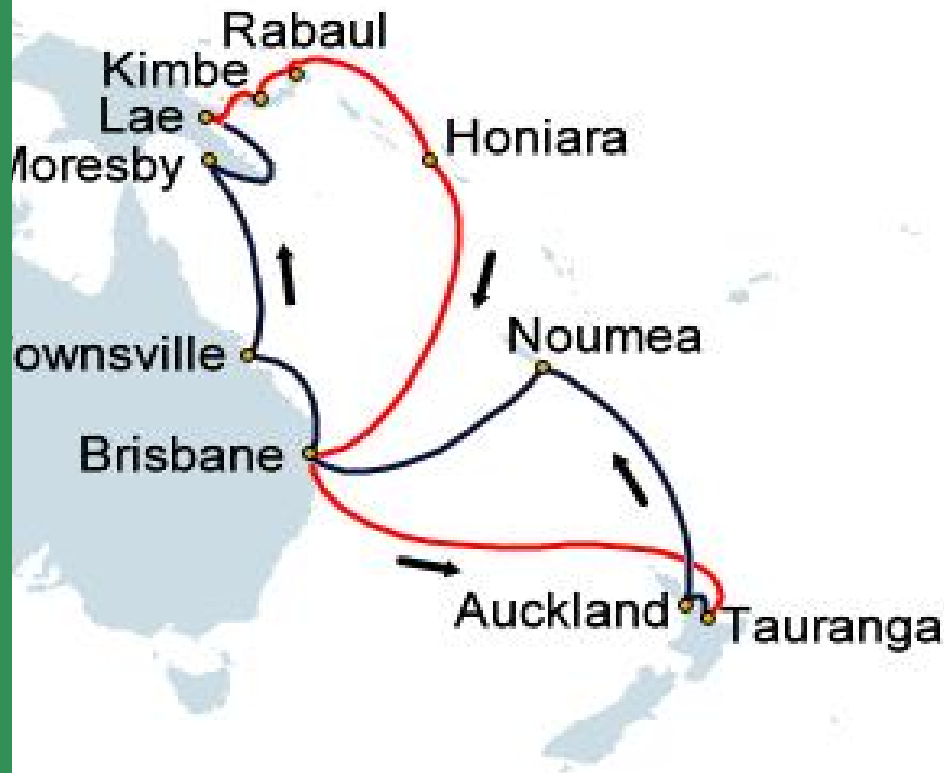 Rabaul
Kimbe
Lae
Honiara
Moresby
Noumea
ownsville
Brisbane
Auckland
Tauranga